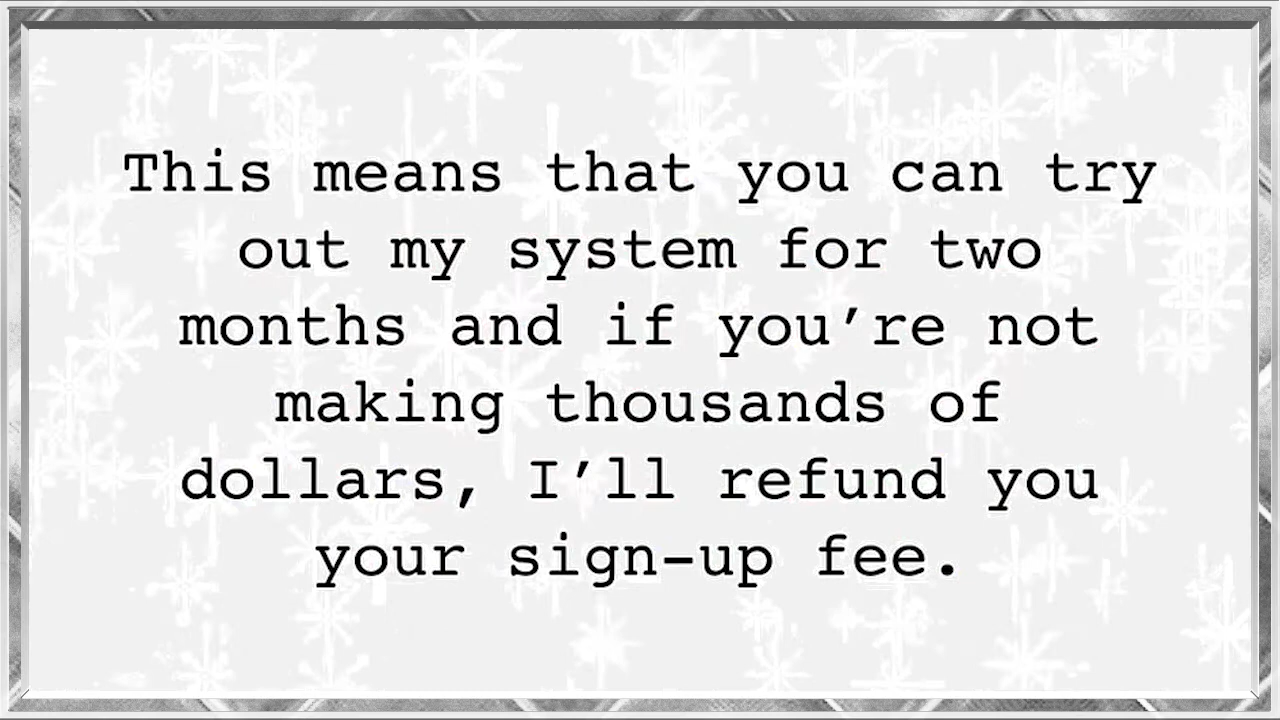 This means that you can try
out my system for two
months and if you’re not
making thousands of
dollars, I’ll refund you
your sign-up fee.